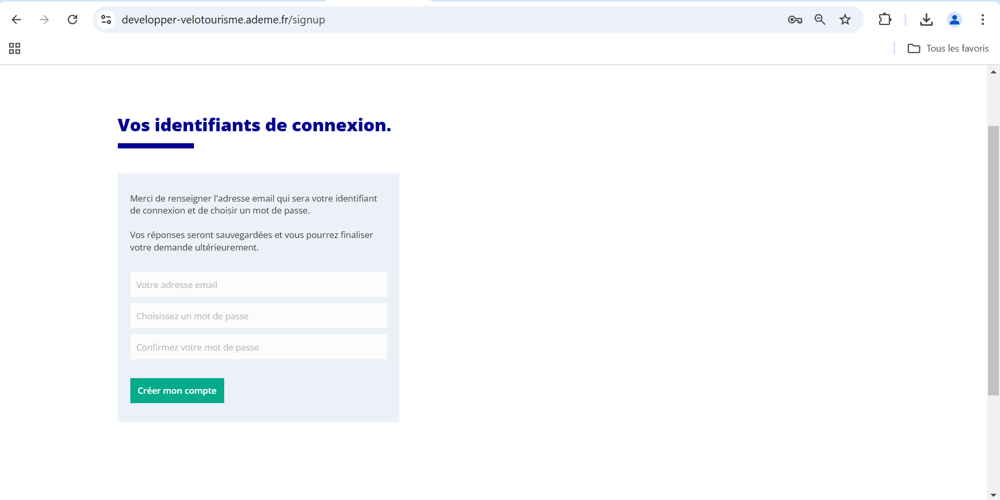 developper-velotourisme.ademe.fr/signup
Tous les favoris
Vos identifiants de connexion.
Merci de renseigner l'adresse email qui sera votre identifiant
de connexion et de choisir un mot de passe.
Vos réponses seront sauvegardées et vous pourrez finaliser
votre demande ultérieurement.
Votre adresse email
Choisissez un mot de passe
Confirmez votre mot de passe
Créer mon compte